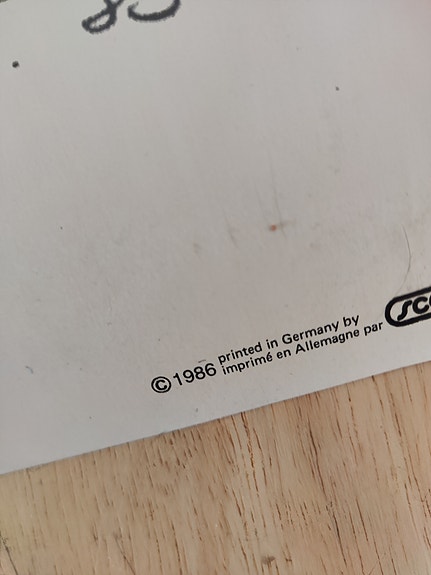 © 1986 printed in Germany by
imprimé en Allemagne par